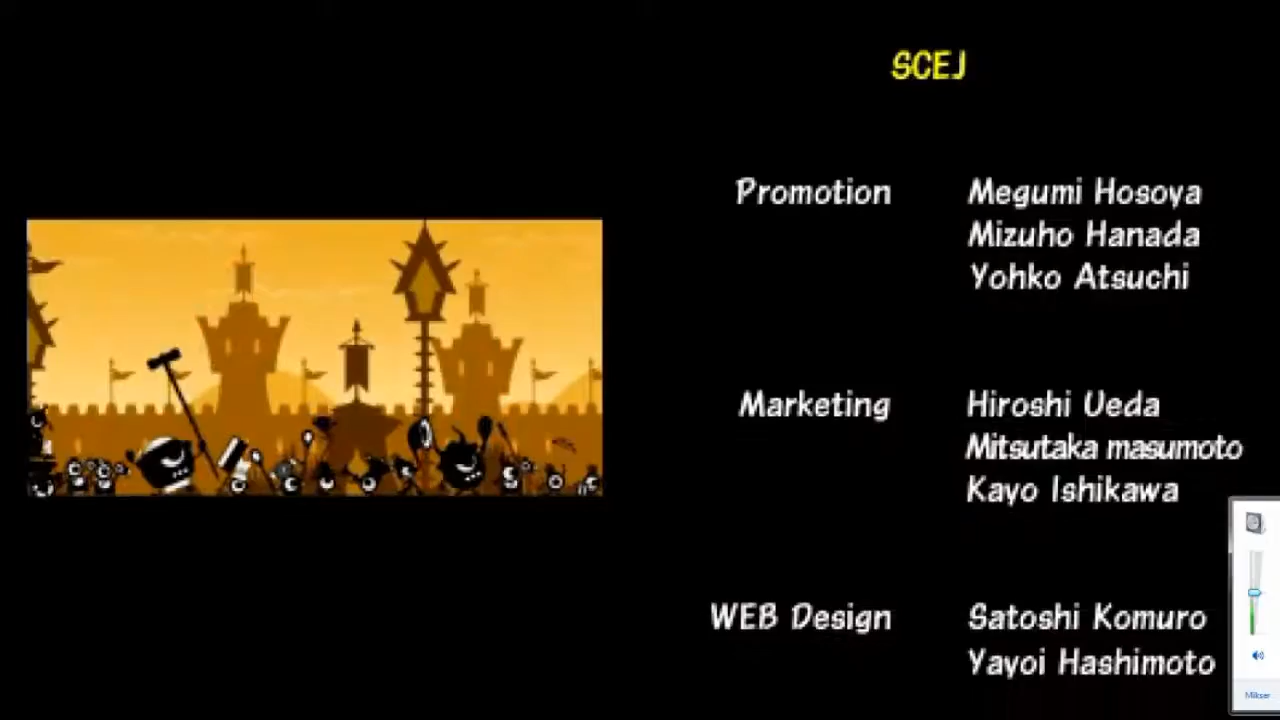 SCEJ
Promotion Megumi Hosoya
Mizuho Hanada
Yohko Atsuchi
Marketing Hiroshi Ueda
Mitsutaka masumoto
Kayo Ishikawa
WEB Design Satoshi Komuro
Yayoi Hashimoto
Mikser